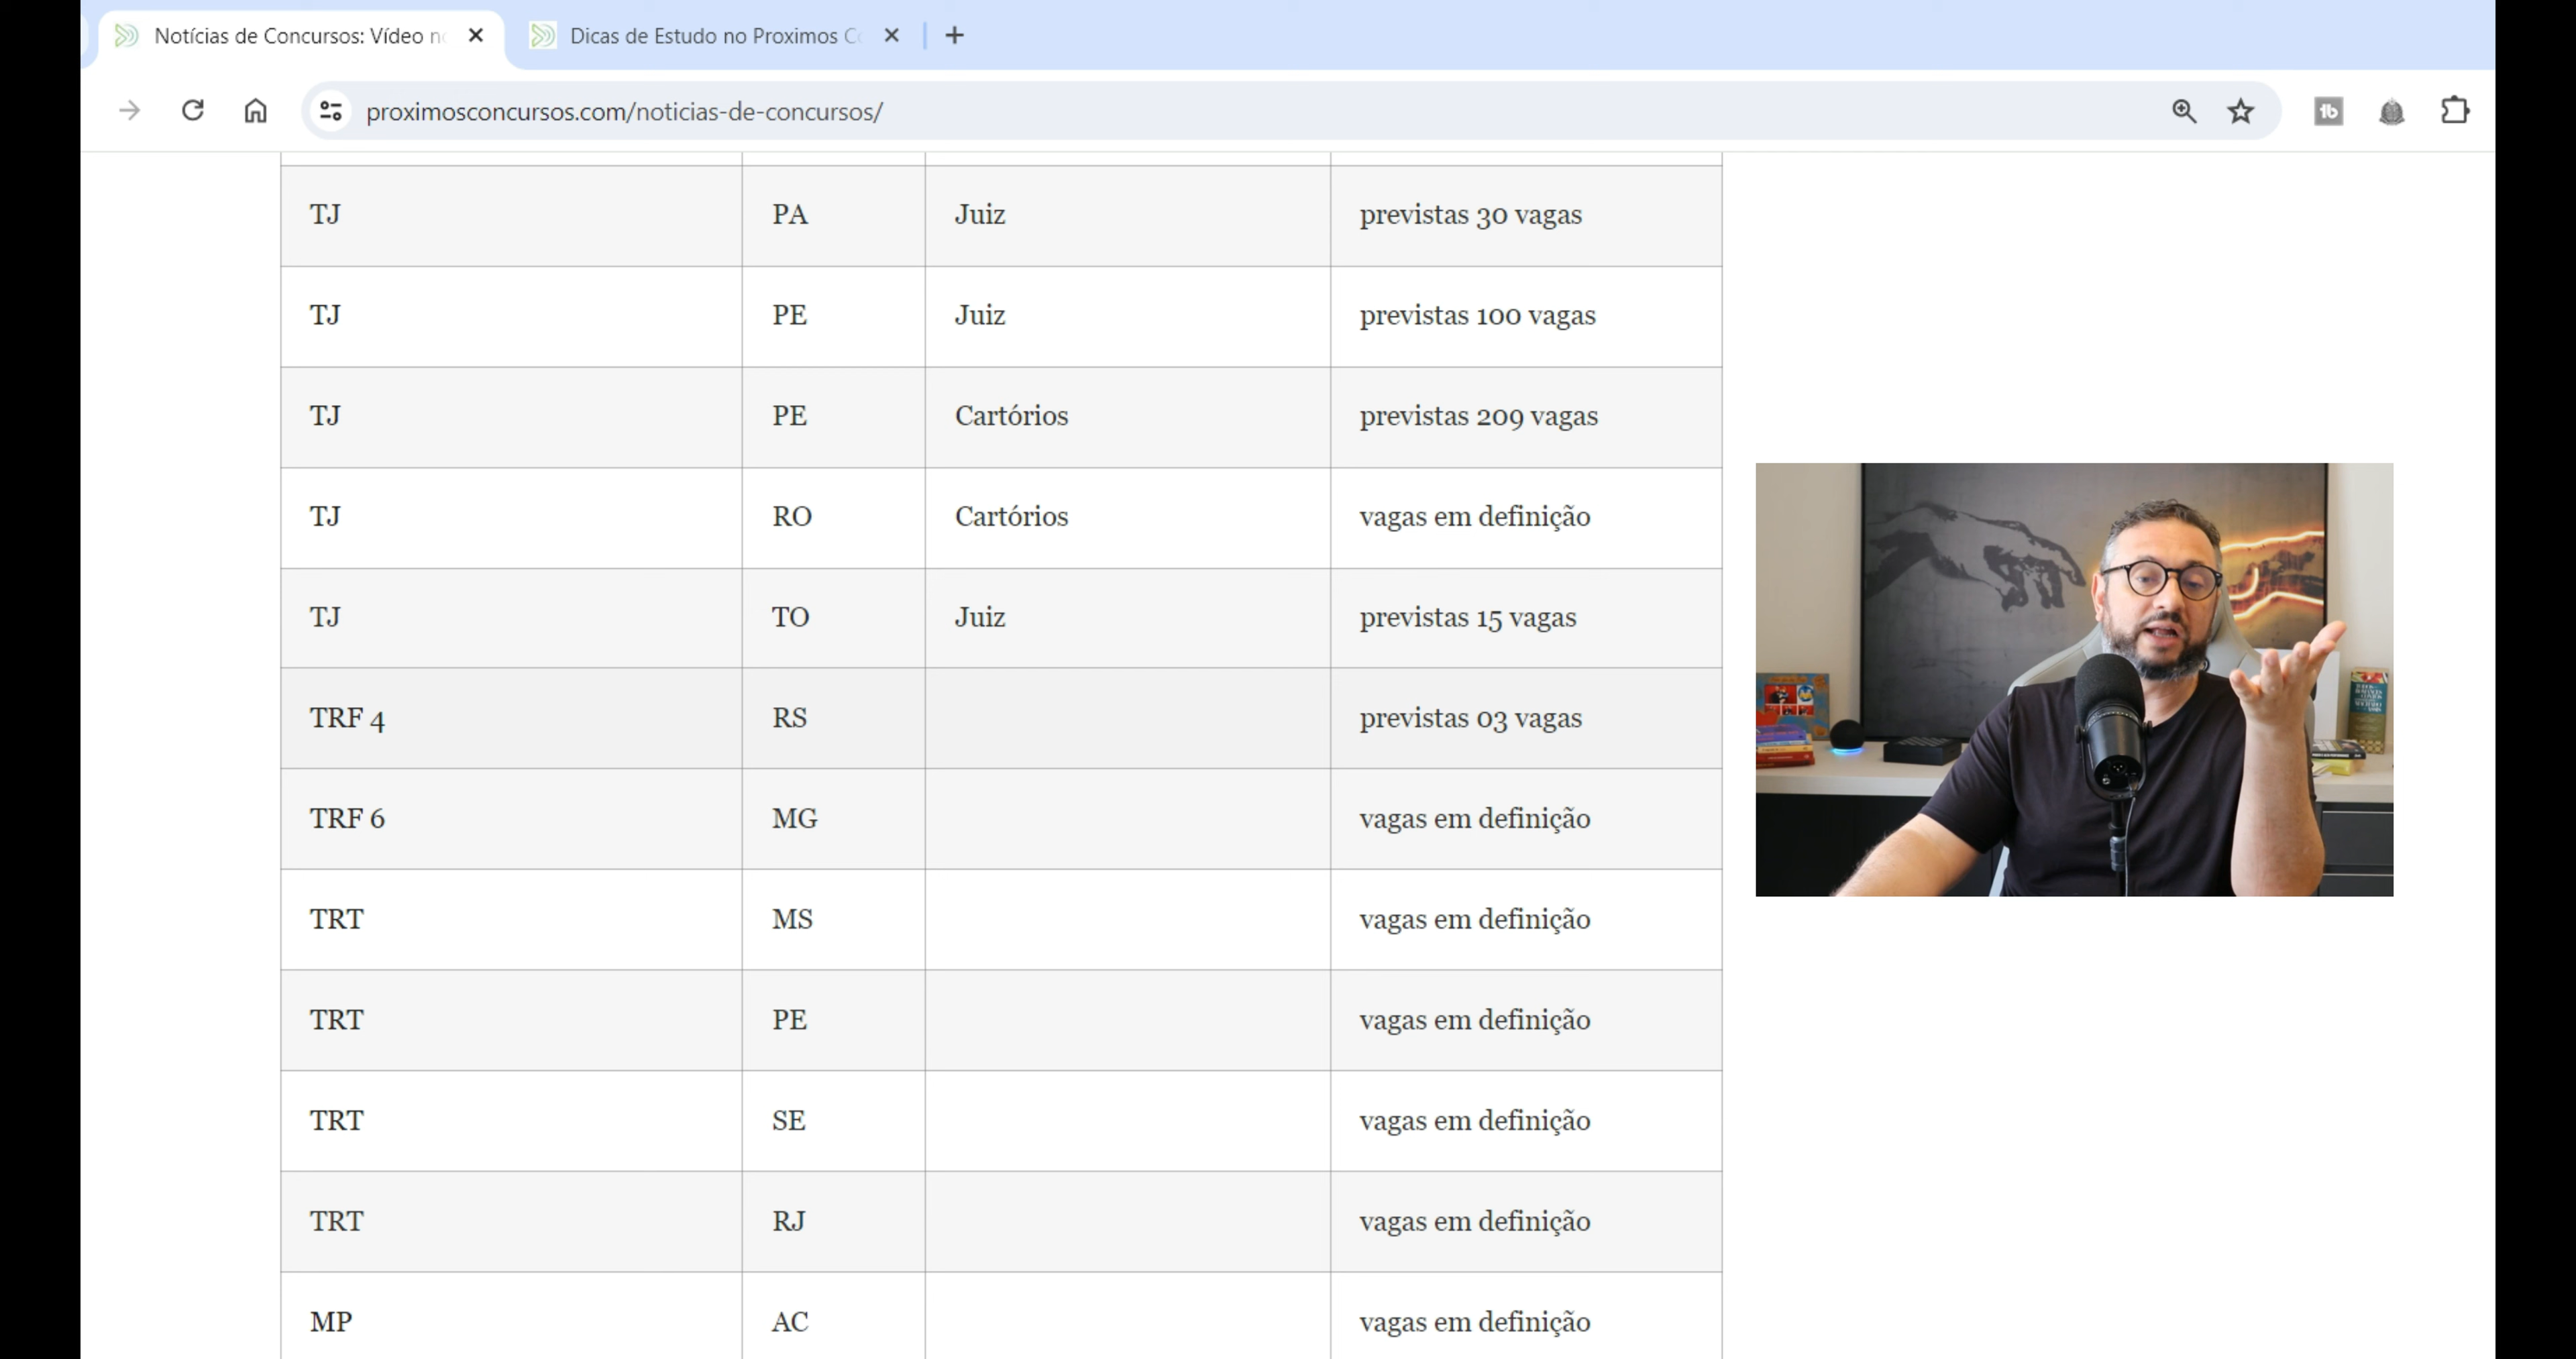 Notícias de Concursos: Vídeo n
Dicas de Estudo no Proximos C
proximosconcursos.com/noticias-de-concursos/
tb
TJ PA Juiz previstas 30 vagas
TJ PE Juiz previstas 100 vagas
TJ PE Cartórios previstas 209 vagas
TJ RO Cartórios vagas em definição
TJ TO Juiz previstas 15 vagas
TRF 4 RS previstas 03 vagas
TRF 6 MG vagas em definição
TRT MS vagas em definição
TRT PE vagas em definição
TRT SE vagas em definição
TRT RJ vagas em definição
MP AC vagas em definição